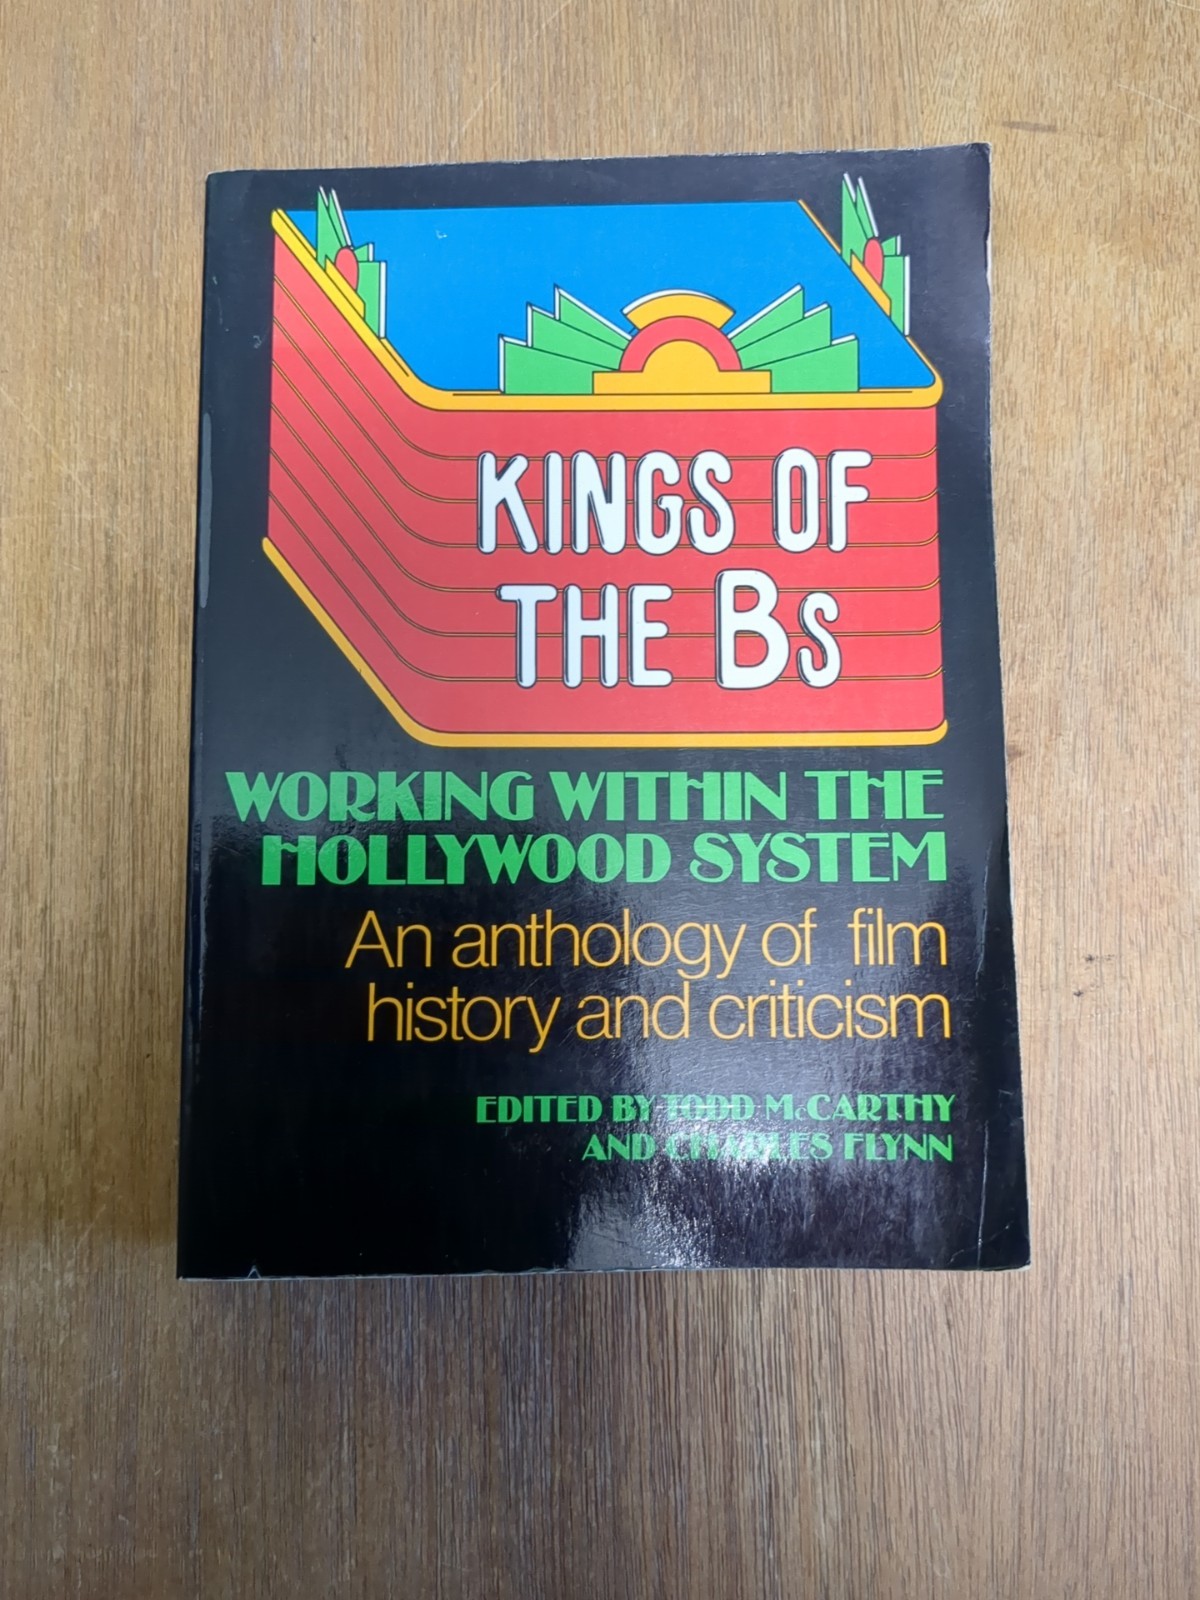 KINGS OF
THE Bs
WORKING WITHIN THE
HOLLYWOOD SYSTEM
An anthology of film
history and criticism
EDITED BY TODD McCARTHY
AND CHARLES FLYNN